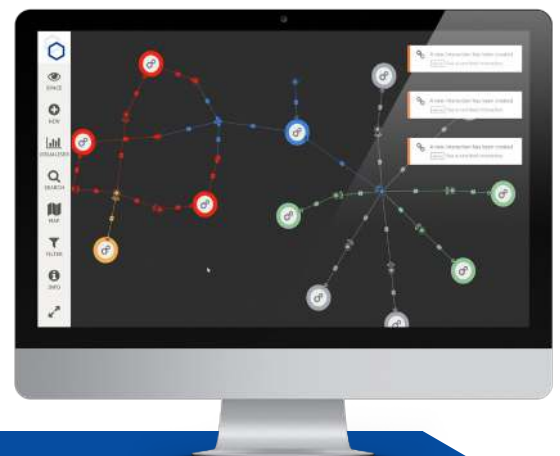 SPACE
NEW
VISUALISER
SEARCH
MAP
FILTER
INFO
A new interaction has been created
A new interaction has been created
A new interaction has been created